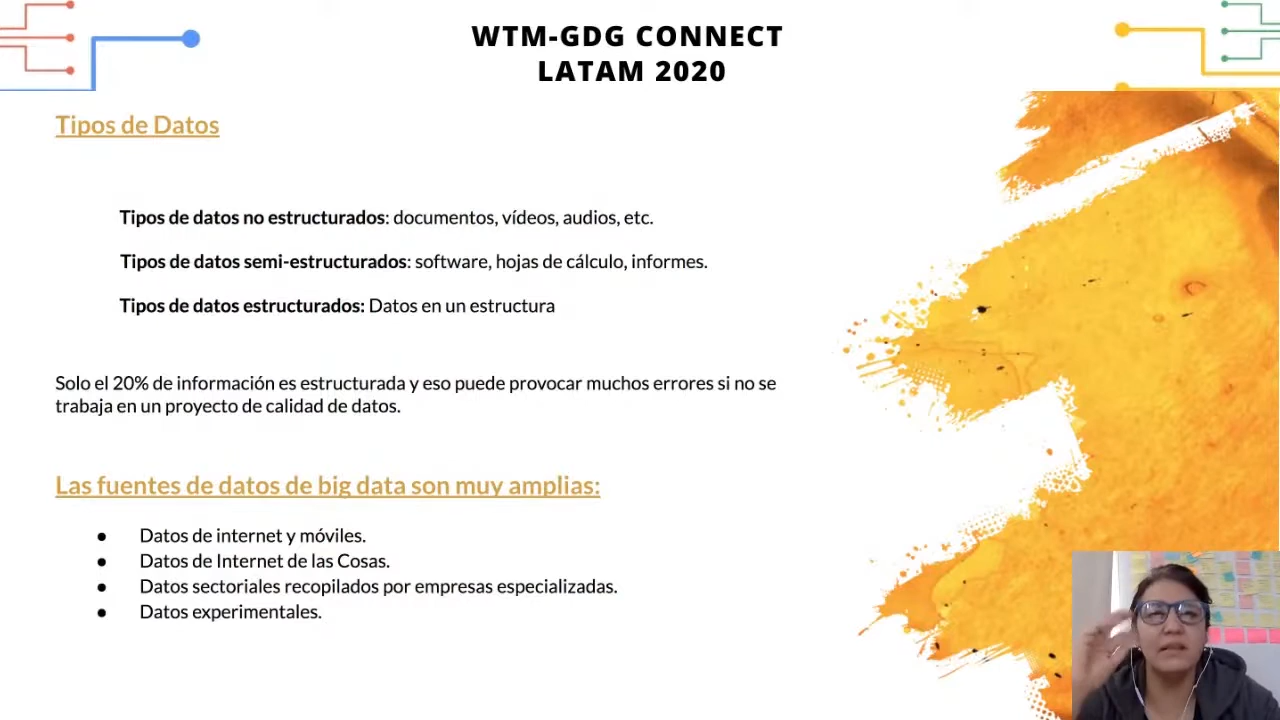 WTM-GDG CONNECT
LATAM 2020
Tipos de Datos
Tipos de datos no estructurados: documentos, vídeos, audios, etc.
Tipos de datos semi-estructurados: software, hojas de cálculo, informes.
Tipos de datos estructurados: Datos en un estructura
Solo el 20% de información es estructurada y eso puede provocar muchos errores si no se
trabaja en un proyecto de calidad de datos.
Las fuentes de datos de big data son muy amplias:
● Datos de internet y móviles.
● Datos de Internet de las Cosas.
● Datos sectoriales recopilados por empresas especializadas.
● Datos experimentales.